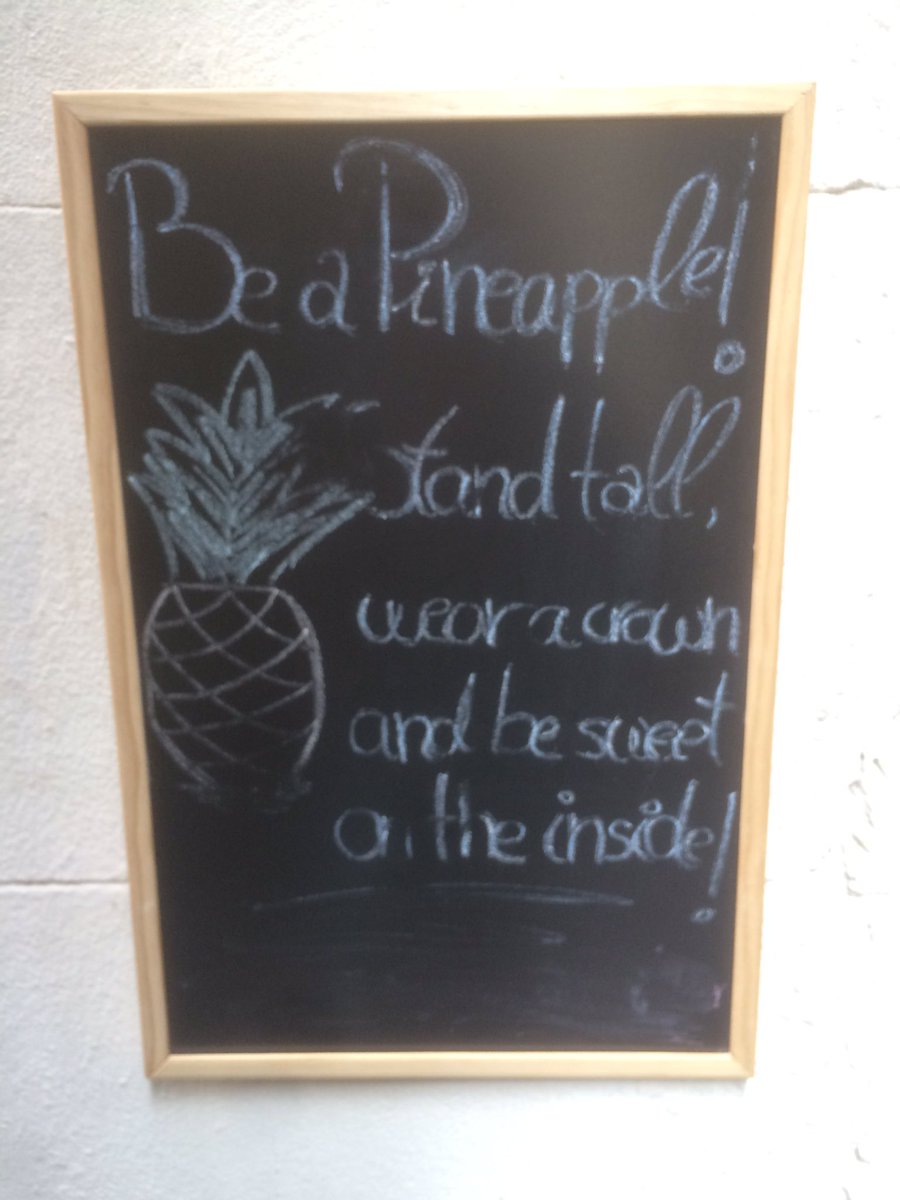 Be a Pineapple!
stand tall,
wear a crown
and be sweet
on the inside!